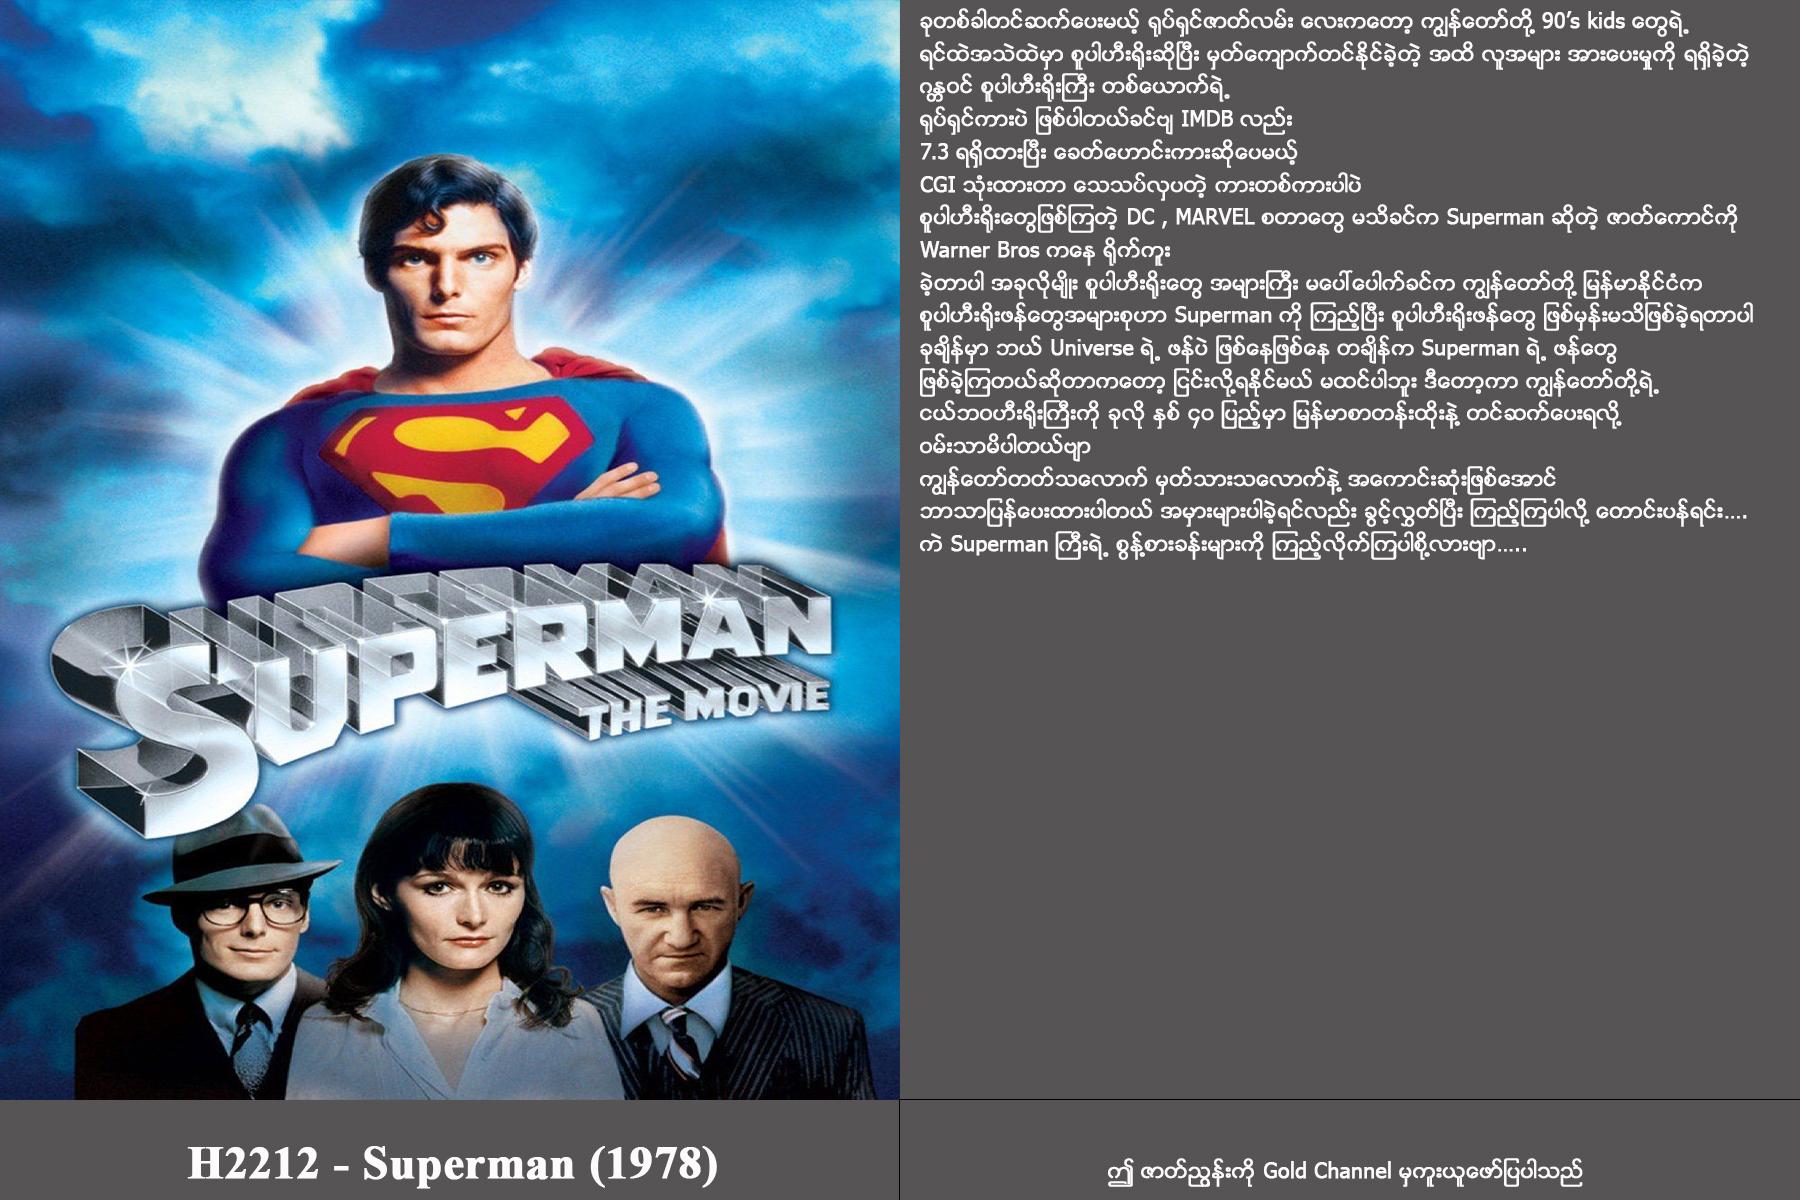 SUPERMAN
THE MOVIE
H2212 - Superman (1978)
ခုတစ်ခါတင်ဆက်ပေးမယ့် ရုပ်ရှင်ဇာတ်လမ်း လေးကတော့ ကျွန်တော်တို့ 90’s kids တွေရဲ့
ရင်ထဲအသဲထဲမှာ စူပါဟီးရိုးဆိုပြီး မှတ်ကျောက်တင်နိုင်ခဲ့တဲ့ အထိ လူအများ အားပေးမှုကို ရရှိခဲ့တဲ့
ဂန္တဝင် စူပါဟီးရိုးကြီး တစ်ယောက်ရဲ့
ရုပ်ရှင်ကားပဲ ဖြစ်ပါတယ်ခင်ဗျ IMDB လည်း
7.3 ရရှိထားပြီး ခေတ်ဟောင်းကားဆိုပေမယ့်
CGI သုံးထားတာ သေသပ်လှပတဲ့ ကားတစ်ကားပါပဲ
စူပါဟီးရိုးတွေဖြစ်ကြတဲ့ DC , MARVEL စတာတွေ မသိခင်က Superman ဆိုတဲ့ ဇာတ်ကောင်ကို
Warner Bros ကနေ ရိုက်ကူး
ခဲ့တာပါ အခုလိုမျိုး စူပါဟီးရိုးတွေ အများကြီး မပေါ်ပေါက်ခင်က ကျွန်တော်တို့ မြန်မာနိုင်ငံက
စူပါဟီးရိုးဖန်တွေအများစုဟာ Superman ကို ကြည့်ပြီး စူပါဟီးရိုးဖန်တွေ ဖြစ်မှန်းမသိဖြစ်ခဲ့ရတာပါ
ခုချိန်မှာ ဘယ် Universe ရဲ့ ဖန်ပဲ ဖြစ်နေဖြစ်နေ တချိန်က Superman ရဲ့ ဖန်တွေ
ဖြစ်ခဲ့ကြတယ်ဆိုတာကတော့ ငြင်းလို့ရနိုင်မယ် မထင်ပါဘူး ဒီတော့ကာ ကျွန်တော်တို့ရဲ့
ငယ်ဘဝဟီးရိုးကြီးကို ခုလို နှစ် ၄၀ ပြည့်မှာ မြန်မာစာတန်းထိုးနဲ့ တင်ဆက်ပေးရလို့
ဝမ်းသာမိပါတယ်ဗျာ
ကျွန်တော်တတ်သလောက် မှတ်သားသလောက်နဲ့ အကောင်းဆုံးဖြစ်အောင်
ဘာသာပြန်ပေးထားပါတယ် အမှားများပါခဲ့ရင်လည်း ခွင့်လွှတ်ပြီး ကြည့်ကြပါလို့ တောင်းပန်ရင်း….
ကဲ Superman ကြီးရဲ့ စွန့်စားခန်းများကို ကြည့်လိုက်ကြပါစို့လားဗျာ…..
ဤ ဇာတ်ညွှန်းကို Gold Channel မှကူးယူဖော်ပြပါသည်